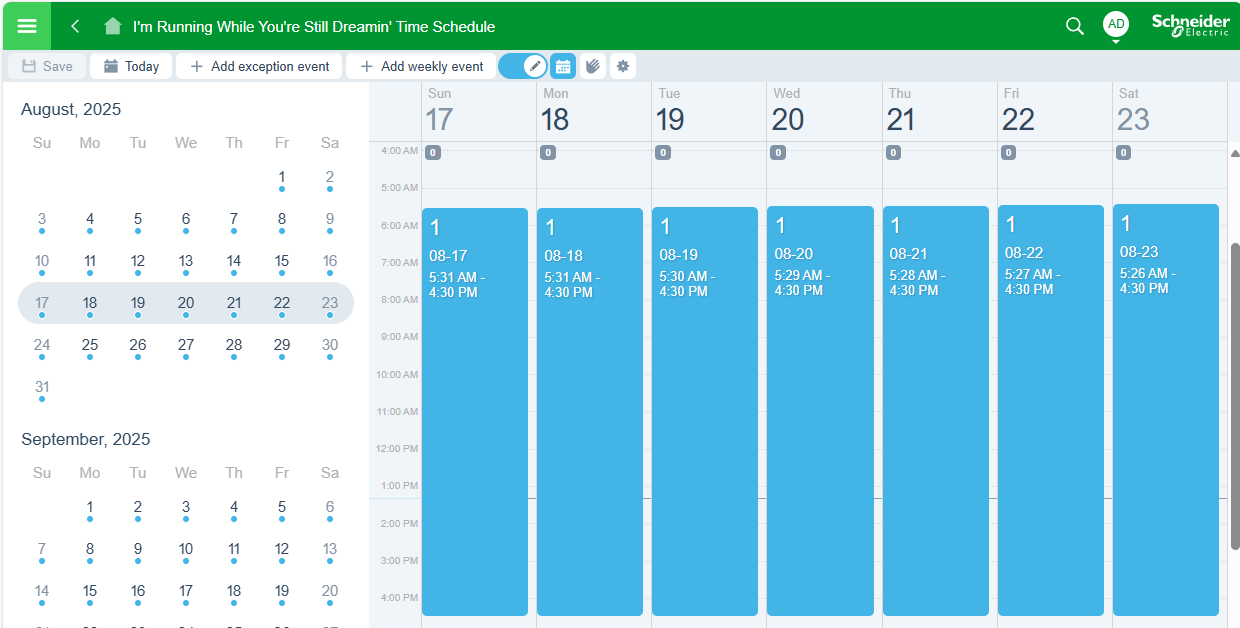 I'm Running While You're Still Dreamin' Time Schedule
AD
Schneider
Electric
Save
Today
Add exception event
Add weekly event
August, 2025
Su Mo Tu We Th Fr Sa
1 2
3 4 5 6 7 8 9
10 11 12 13 14 15 16
17 18 19 20 21 22 23
24 25 26 27 28 29 30
31
September, 2025
Su Mo Tu We Th Fr Sa
1 2 3 4 5 6
7 8 9 10 11 12 13
14 15 16 17 18 19 20
Sun Mon Tue Wed Thu Fri Sat
17 18 19 20 21 22 23
4:00 AM 0 0 0 0 0 0 0
5:00 AM
6:00 AM
7:00 AM
8:00 AM
9:00 AM
10:00 AM
11:00 AM
12:00 PM
1:00 PM
2:00 PM
3:00 PM
4:00 PM
1
08-17
5:31 AM -
4:30 PM
1
08-18
5:31 AM -
4:30 PM
1
08-19
5:30 AM -
4:30 PM
1
08-20
5:29 AM -
4:30 PM
1
08-21
5:28 AM -
4:30 PM
1
08-22
5:27 AM -
4:30 PM
1
08-23
5:26 AM -
4:30 PM